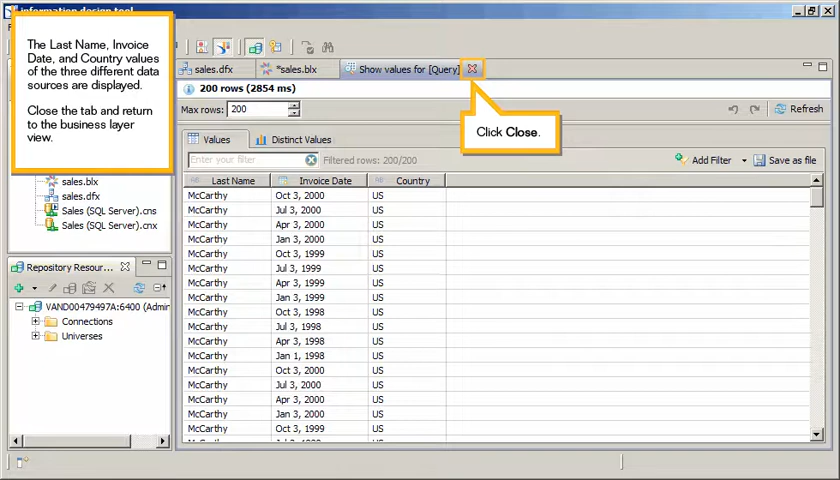 information design tool
The Last Name, Invoice
Date, and Country values
of the three different data
sources are displayed.
Close the tab and return
to the business layer
view.
sales.dfx
*sales.blx
Show values for [Query]
200 rows (2854 ms)
Max rows: 200
Refresh
Click Close.
Values
Distinct Values
Enter your filter
Filtered rows: 200/200
Add Filter
Save as file
Last Name Invoice Date Country
McCarthy Oct 3, 2000 US
McCarthy Jul 3, 2000 US
McCarthy Apr 3, 2000 US
McCarthy Jan 3, 2000 US
McCarthy Oct 3, 1999 US
McCarthy Jul 3, 1999 US
McCarthy Apr 3, 1999 US
McCarthy Jan 3, 1999 US
McCarthy Oct 3, 1998 US
McCarthy Jul 3, 1998 US
McCarthy Apr 3, 1998 US
McCarthy Jan 1, 1998 US
McCarthy Oct 3, 2000 US
McCarthy Jul 3, 2000 US
McCarthy Apr 3, 2000 US
McCarthy Jan 3, 2000 US
McCarthy Oct 3, 1999 US
sales.blx
sales.dfx
Sales (SQL Server).cns
Sales (SQL Server).cnx
Repository Resour...
VAND00479497A:6400 (Admin
Connections
Universes